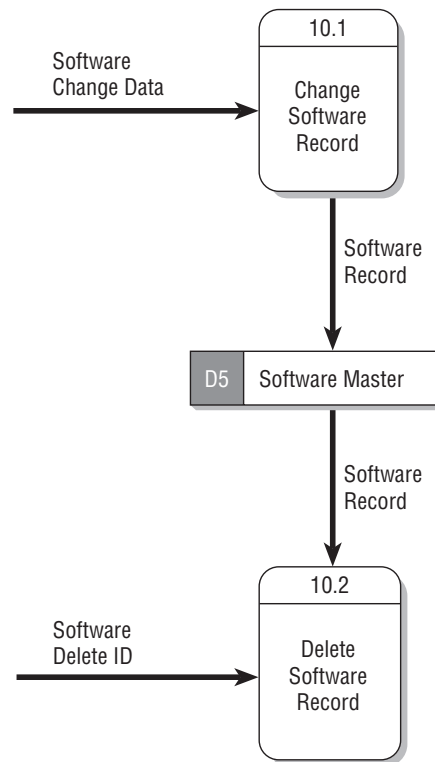 10.1
Software
Change Data
Change
Software
Record
Software
Record
D5 Software Master
Software
Record
10.2
Software
Delete ID
Delete
Software
Record